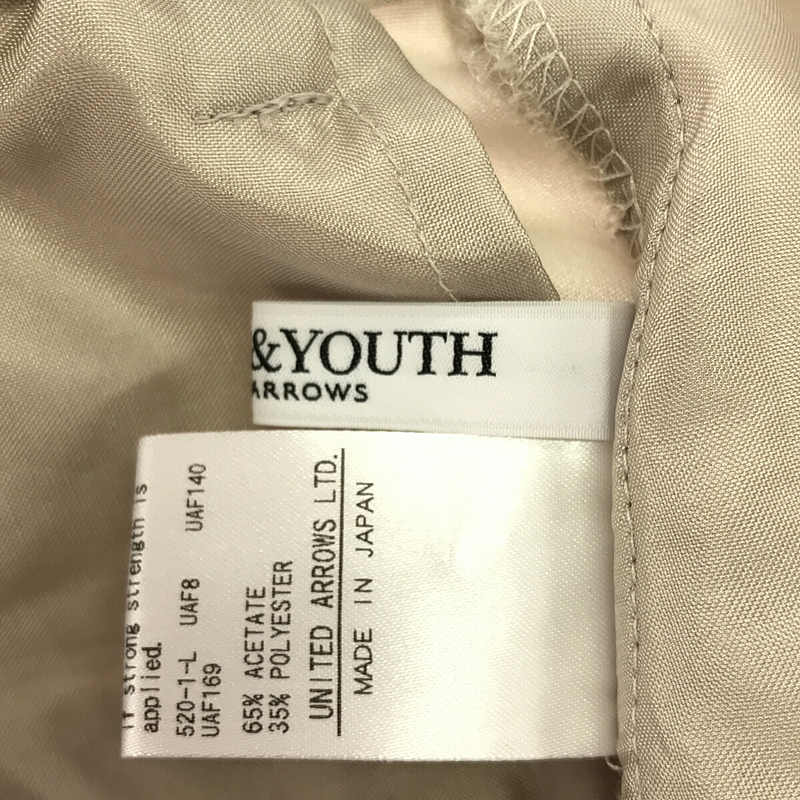 &YOUTH
ARROWS
If strong strength is
applied.
520-1-L UAF8 UAF140
UAF169
65% ACETATE
35% POLYESTER
UNITED ARROWS LTD.
MADE IN JAPAN